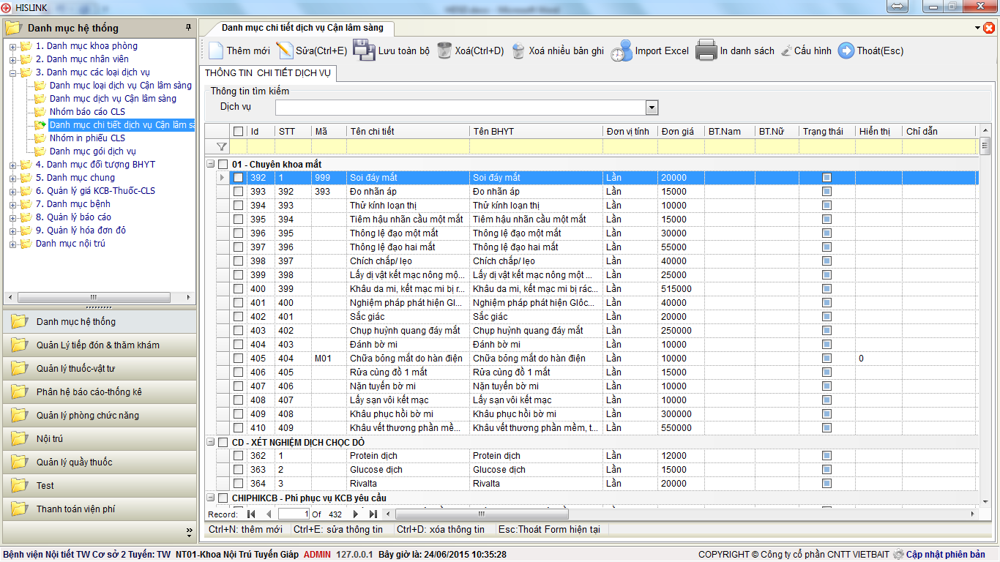 HISLINK
Danh mục hệ thống
1. Danh mục khoa phòng
2. Danh mục nhân viên
3. Danh mục các loại dịch vụ
Danh mục loại dịch vụ Cận lâm sàng
Danh mục dịch vụ Cận lâm sàng
Nhóm báo cáo CLS
Danh mục chi tiết dịch vụ Cận lâm sà
Nhóm in phiếu CLS
Danh mục gói dịch vụ
4. Danh mục đối tượng BHYT
5. Danh mục chung
6. Quản lý giá KCB-Thuốc-CLS
7. Danh mục bệnh
8. Quản lý báo cáo
9. Quản lý hóa đơn đỏ
Danh mục nội trú
Danh mục hệ thống
Quản Lý tiếp đón & thăm khám
Quản lý thuốc-vật tư
Phân hệ báo cáo-thống kê
Quản lý phòng chức năng
Nội trú
Quản lý quầy thuốc
Test
Thanh toán viện phí
Danh mục chi tiết dịch vụ Cận lâm sàng
Thêm mới Sửa(Ctrl+E) Lưu toàn bộ Xoá(Ctrl+D) Xoá nhiều bản ghi Import Excel In danh sách Cấu hình Thoát(Esc)
THÔNG TIN CHI TIẾT DỊCH VỤ
Thông tin tìm kiếm
Dịch vụ
Id STT Mã Tên chi tiết Tên BHYT Đơn vị tính Đơn giá BT.Nam BT.Nữ Trạng thái Hiển thị Chỉ dẫn
01 - Chuyên khoa mắt
392 1 999 Soi đáy mắt Soi đáy mắt Lần 20000
393 392 393 Đo nhãn áp Đo nhãn áp Lần 15000
394 393 Thử kính loạn thị Thử kính loạn thị Lần 10000
395 394 Tiêm hậu nhãn cầu một mắt Tiêm hậu nhãn cầu một mắt Lần 15000
396 395 Thông lệ đạo một mắt Thông lệ đạo một mắt Lần 30000
397 396 Thông lệ đạo hai mắt Thông lệ đạo hai mắt Lần 55000
398 397 Chích chắp/ lẹo Chích chắp/ lẹo Lần 40000
399 398 Lấy dị vật kết mạc nông mộ... Lấy dị vật kết mạc nông một ... Lần 25000
400 399 Khâu da mi, kết mạc mi bị r... Khâu da mi, kết mạc mi bị rác... Lần 515000
401 400 Nghiệm pháp phát hiện Gl... Nghiệm pháp phát hiện Glôc... Lần 40000
402 401 Sắc giác Sắc giác Lần 20000
403 402 Chụp huỳnh quang đáy mắt Chụp huỳnh quang đáy mắt Lần 250000
404 403 Đánh bờ mi Đánh bờ mi Lần 10000
405 404 M01 Chữa bỏng mắt do hàn điện Chữa bỏng mắt do hàn điện Lần 10000 0
406 405 Rửa cùng đồ 1 mắt Rửa cùng đồ 1 mắt Lần 15000
407 406 Nặn tuyến bờ mi Nặn tuyến bờ mi Lần 10000
408 407 Lấy sạn vôi kết mạc Lấy sạn vôi kết mạc Lần 10000
409 408 Khâu phục hồi bờ mi Khâu phục hồi bờ mi Lần 300000
410 409 Khâu vết thương phần mề... Khâu vết thương phần mềm, t... Lần 550000
CD - XÉT NGHIỆM DỊCH CHỌC DÒ
362 1 Protein dịch Protein dịch Lần 12000
363 2 Glucose dịch Glucose dịch Lần 15000
364 3 Rivalta Rivalta Lần 20000
CHIPHIKCB - Phí phục vụ KCB yêu cầu
Record: 1 Of 432
Ctrl+N: thêm mới Ctrl+E: sửa thông tin Ctrl+D: xóa thông tin Esc:Thoát Form hiện tại
Bệnh viện Nội tiết TW Cơ sở 2 Tuyến: TW NT01-Khoa Nội Trú Tuyến Giáp ADMIN 127.0.0.1 Bây giờ là: 24/06/2015 10:35:28 COPYRIGHT © Công ty cổ phần CNTT VIETBAIT Cập nhật phiên bản